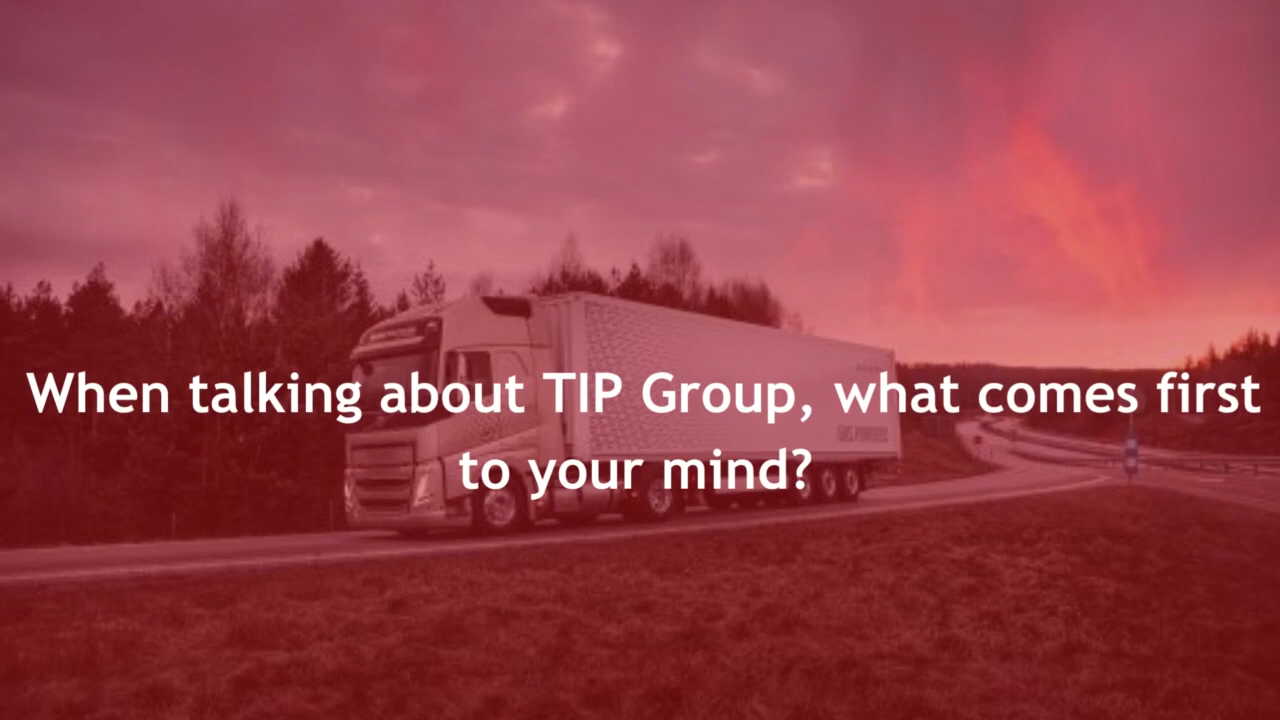 When talking about TIP Group, what comes first
to your mind?